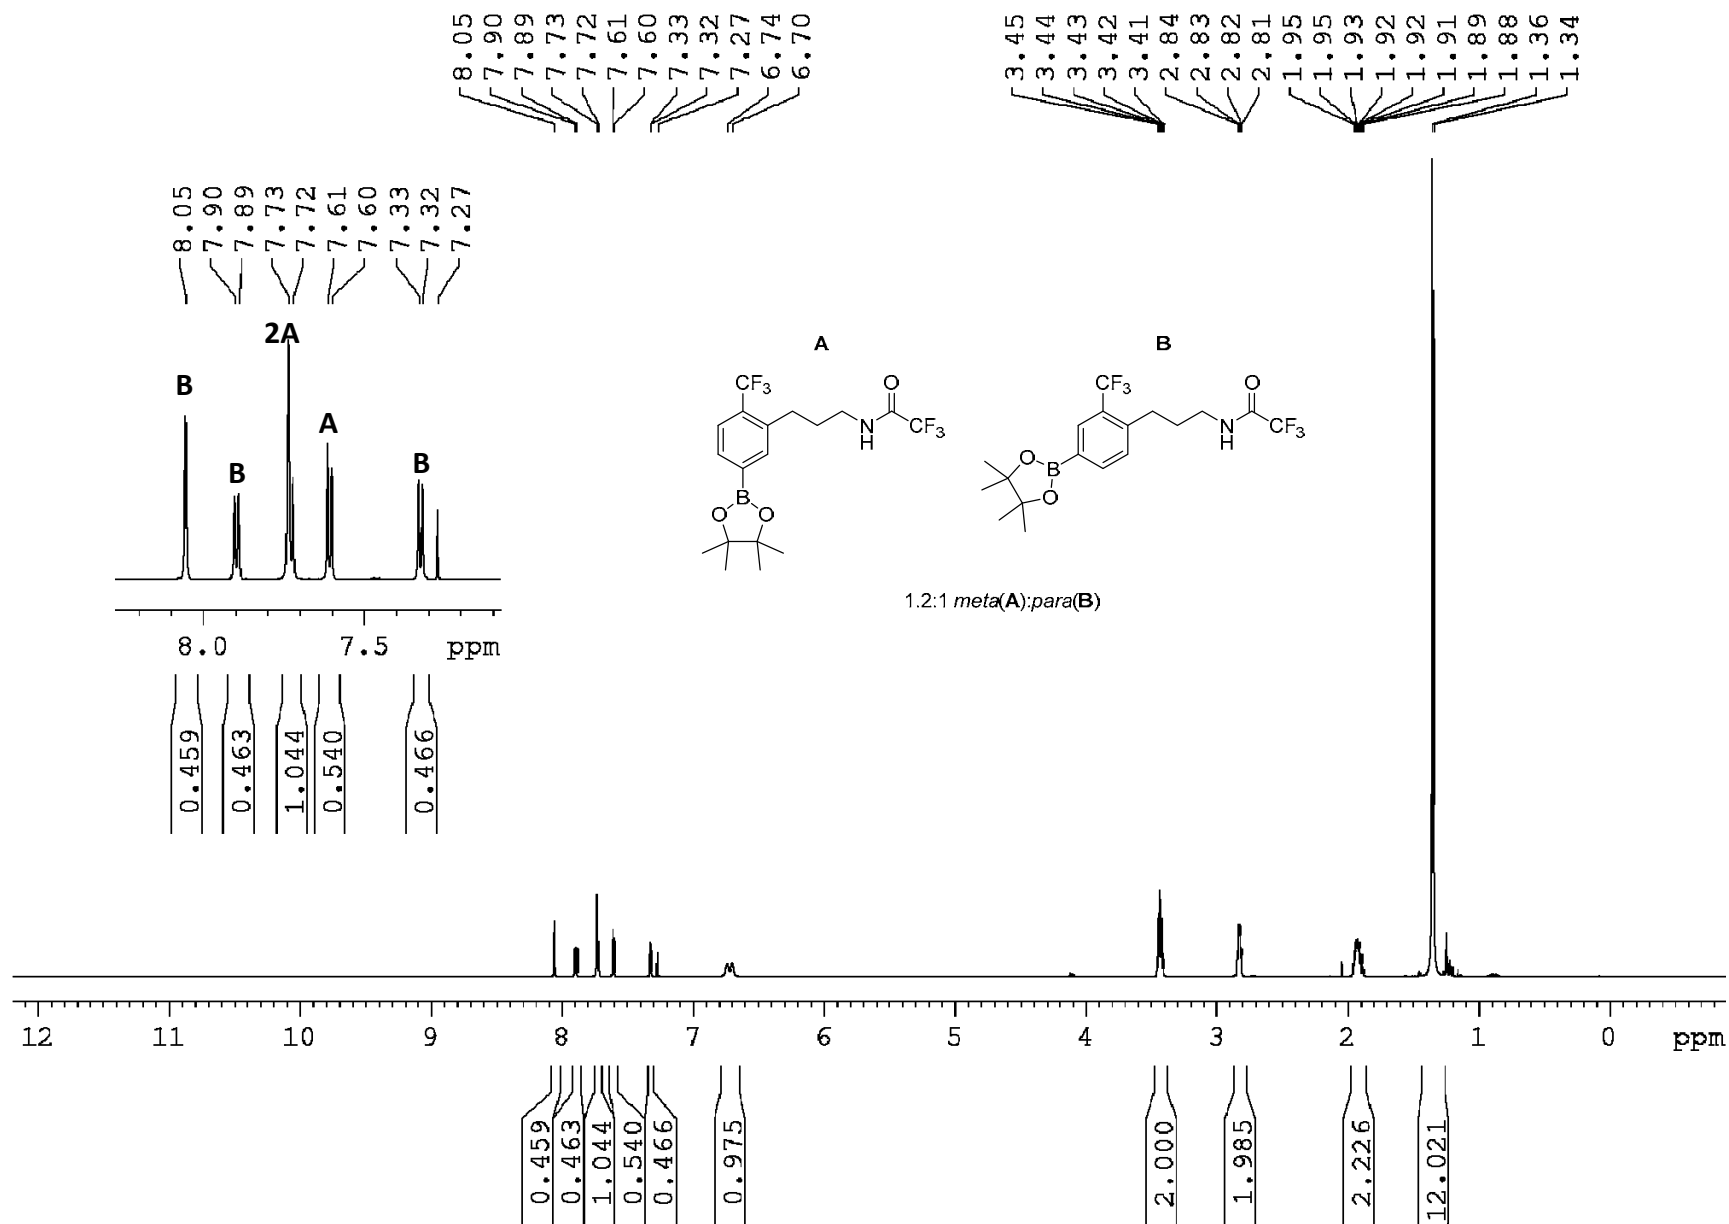 8.05 7.90 7.89 7.73 7.72 7.61 7.60 7.33 7.32 7.27 6.74 6.70
3.45 3.44 3.43 3.42 3.41 2.84 2.83 2.82 2.81 1.95 1.95 1.93 1.92 1.92 1.91 1.89 1.88 1.36 1.34
8.05 7.90 7.89 7.73 7.72 7.61 7.60 7.33 7.32 7.27
B
B
2A
A
B
8.0 7.5 ppm
0.459 0.463 1.044 0.540 0.466
A
CF3
O
N
H
CF3
B
O O
B
CF3
O
N
H
CF3
O
B
O
1.2:1 meta(A):para(B)
12 11 10 9 8 7 6 5 4 3 2 1 0 ppm
0.459 0.463 1.044 0.540 0.466 0.975 2.000 1.985 2.226 12.021